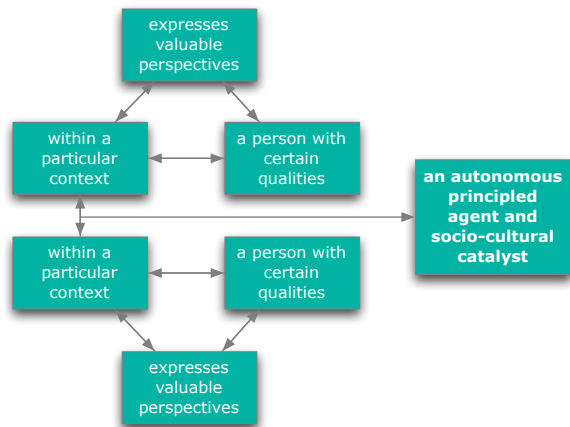 expresses
valuable
perspectives
within a
particular
context
a person with
certain
qualities
an autonomous
principled
agent and
socio-cultural
catalyst
within a
particular
context
a person with
certain
qualities
expresses
valuable
perspectives